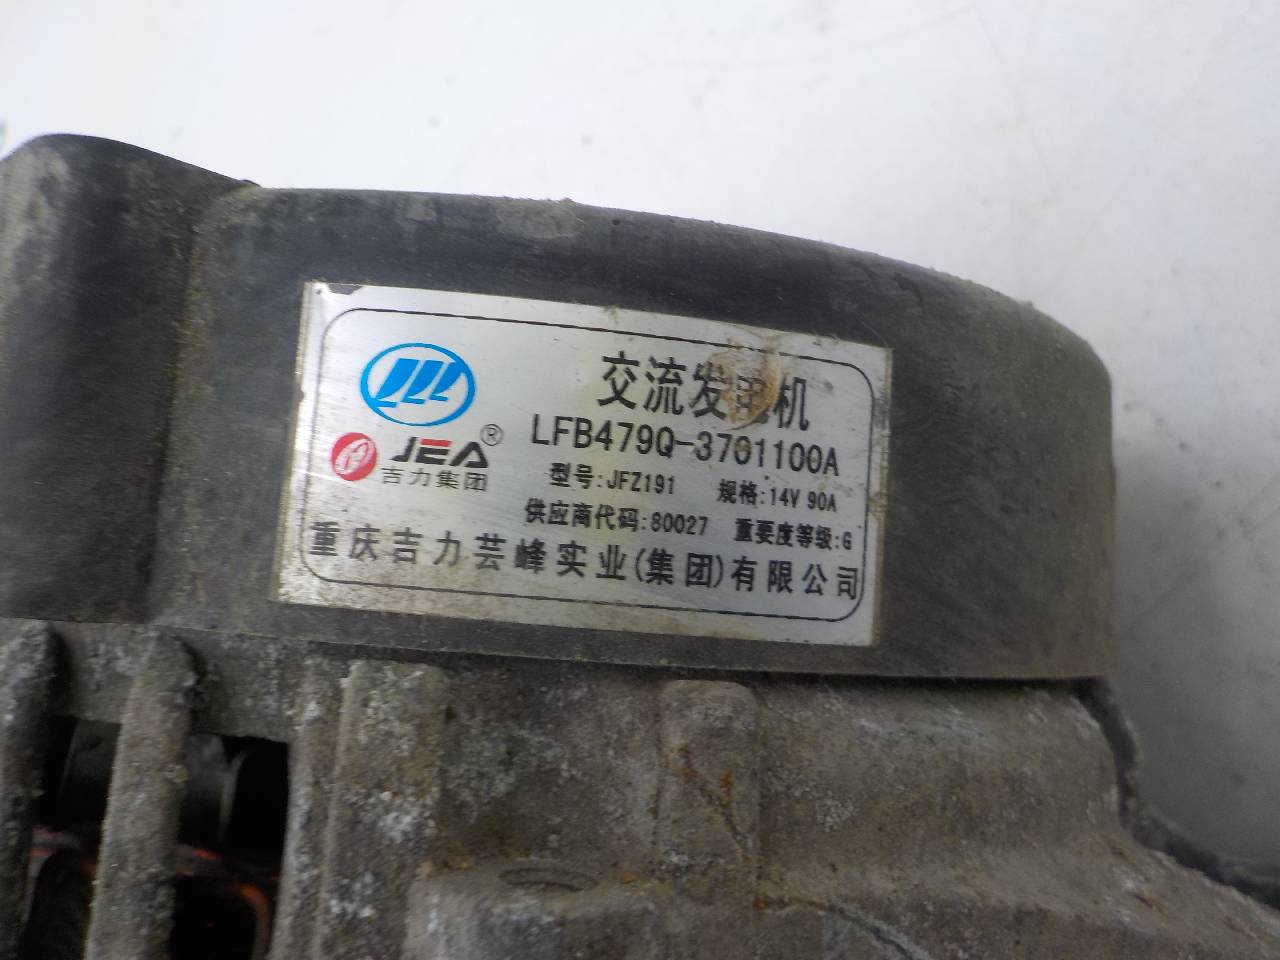 交流发电机
LFB479Q-3701100A
JEA®
吉力集团
型号:JFZ191 规格:14V 90A
供应商代码:80027 重要度等级:G
重庆吉力芸峰实业(集团)有限公司